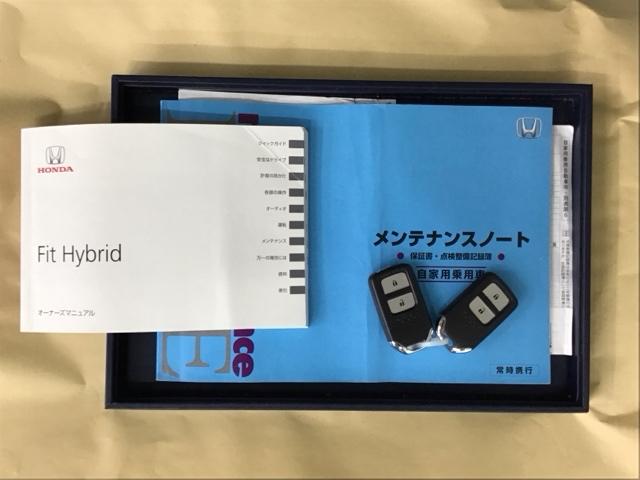 HONDA
Fit Hybrid
オーナーズマニュアル
クイックガイド
安全なドライブ
計器の見かた
各部の操作
オーディオ
運転
メンテナンス
万一の場合には
資料
索引
メンテナンスノート
保証書・点検整備記録簿
自家用乗用車
常時携行
nce